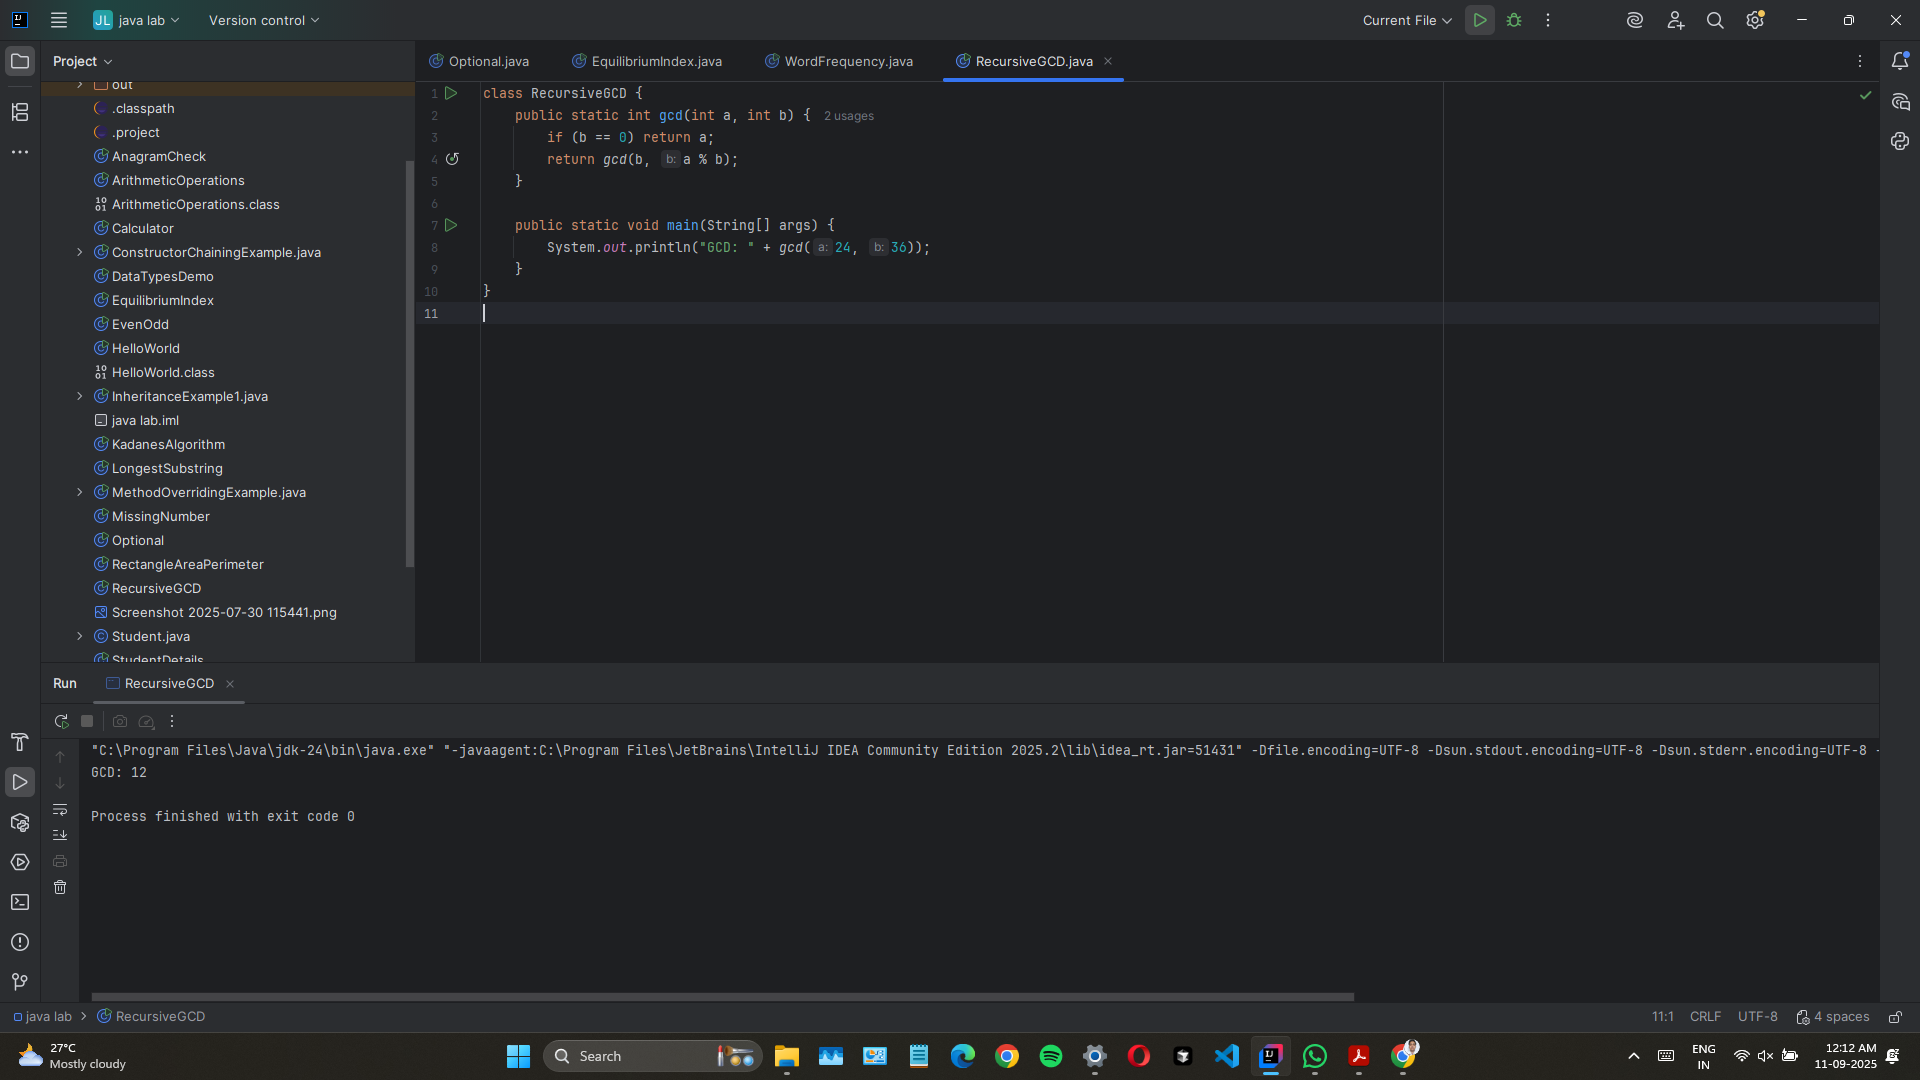 JL java lab Version control Current File
Project
out
.classpath
.project
AnagramCheck
ArithmeticOperations
ArithmeticOperations.class
Calculator
ConstructorChainingExample.java
DataTypesDemo
EquilibriumIndex
EvenOdd
HelloWorld
HelloWorld.class
InheritanceExample1.java
java lab.iml
KadanesAlgorithm
LongestSubstring
MethodOverridingExample.java
MissingNumber
Optional
RectangleAreaPerimeter
RecursiveGCD
Screenshot 2025-07-30 115441.png
Student.java
StudentDetails
Optional.java EquilibriumIndex.java WordFrequency.java RecursiveGCD.java
1 class RecursiveGCD {
2 public static int gcd(int a, int b) { 2 usages
3 if (b == 0) return a;
4 return gcd(b, b: a % b);
5 }
6
7 public static void main(String[] args) {
8 System.out.println("GCD: " + gcd( a: 24, b: 36));
9 }
10 }
11
Run RecursiveGCD
"C:\Program Files\Java\jdk-24\bin\java.exe" "-javaagent:C:\Program Files\JetBrains\IntelliJ IDEA Community Edition 2025.2\lib\idea_rt.jar=51431" -Dfile.encoding=UTF-8 -Dsun.stdout.encoding=UTF-8 -Dsun.stderr.encoding=UTF-8 -
GCD: 12
Process finished with exit code 0
java lab > RecursiveGCD 11:1 CRLF UTF-8 4 spaces
27°C
Mostly cloudy
Search
ENG
IN
12:12 AM
11-09-2025